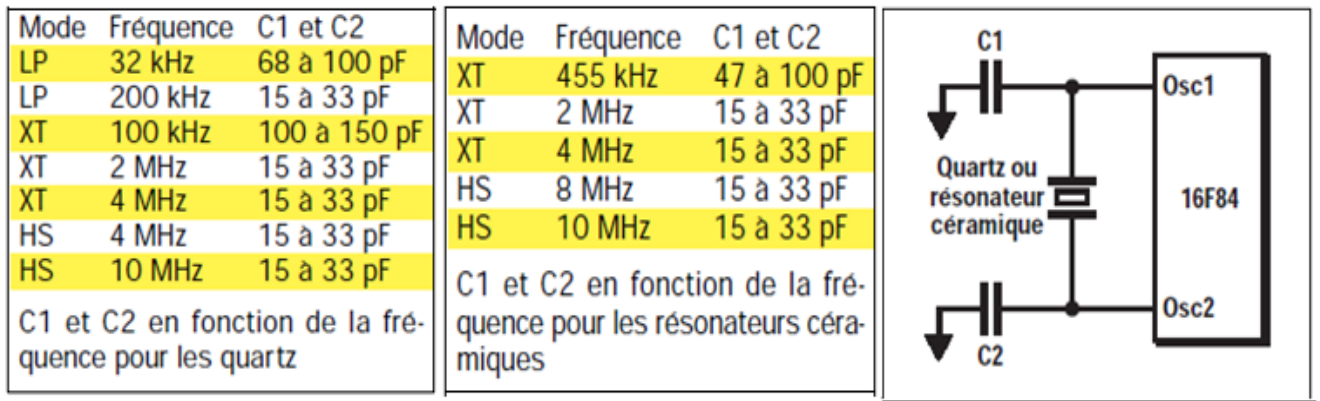 Mode Fréquence C1 et C2
LP 32 kHz 68 à 100 pF
LP 200 kHz 15 à 33 pF
XT 100 kHz 100 à 150 pF
XT 2 MHz 15 à 33 pF
XT 4 MHz 15 à 33 pF
HS 4 MHz 15 à 33 pF
HS 10 MHz 15 à 33 pF
C1 et C2 en fonction de la fré-
quence pour les quartz
Mode Fréquence C1 et C2
XT 455 kHz 47 à 100 pF
XT 2 MHz 15 à 33 pF
XT 4 MHz 15 à 33 pF
HS 8 MHz 15 à 33 pF
HS 10 MHz 15 à 33 pF
C1 et C2 en fonction de la fré-
quence pour les résonateurs céra-
miques
C1
Osc1
Quartz ou
résonateur
céramique
16F84
Osc2
C2